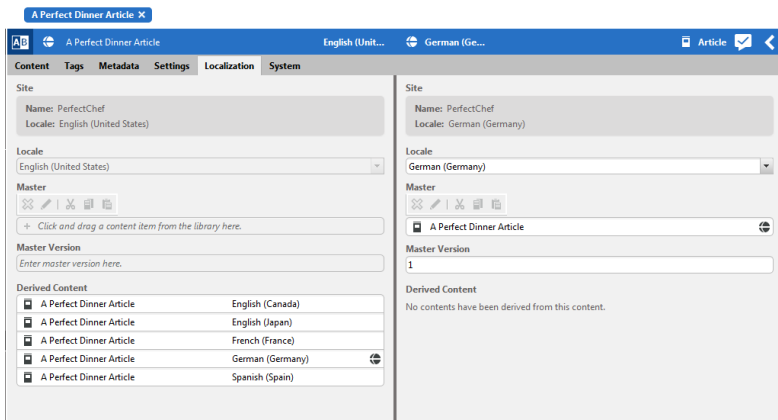 A Perfect Dinner Article ×
AB A Perfect Dinner Article English (Unit... German (Ge... Article
Content Tags Metadata Settings Localization System
Site
Name: PerfectChef
Locale: English (United States)
Locale
English (United States)
Master
+ Click and drag a content item from the library here.
Master Version
Enter master version here.
Derived Content
A Perfect Dinner Article English (Canada)
A Perfect Dinner Article English (Japan)
A Perfect Dinner Article French (France)
A Perfect Dinner Article German (Germany)
A Perfect Dinner Article Spanish (Spain)
Site
Name: PerfectChef
Locale: German (Germany)
Locale
German (Germany)
Master
A Perfect Dinner Article
Master Version
1
Derived Content
No contents have been derived from this content.